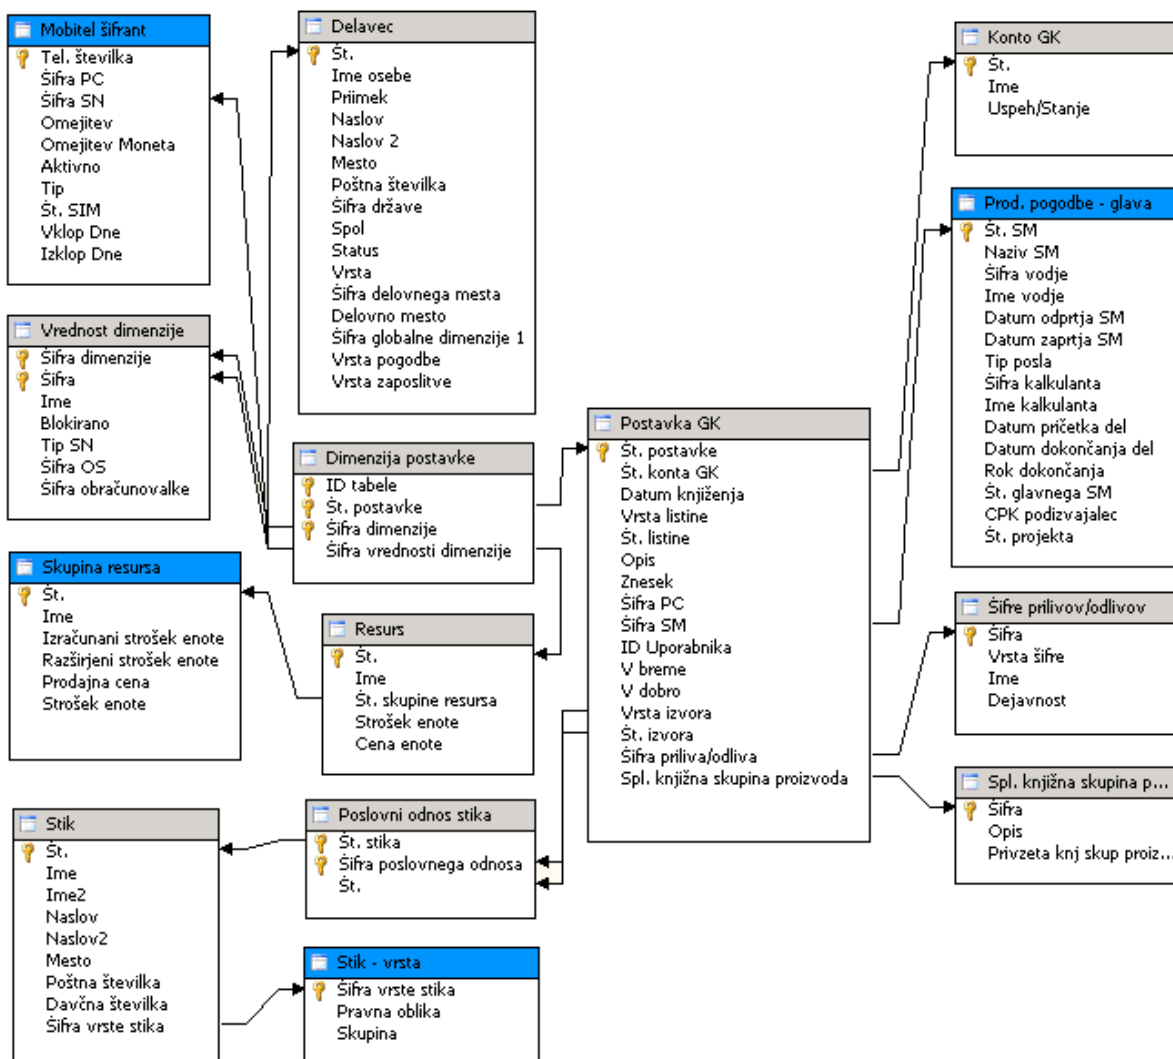 Mobitel šifrant
Tel. številka
Šifra PC
Šifra SN
Omejitev
Omejitev Moneta
Aktivno
Tip
Št. SIM
Vklop Dne
Izklop Dne
Delavec
Št.
Ime osebe
Priimek
Naslov
Naslov 2
Mesto
Poštna številka
Šifra države
Spol
Status
Vrsta
Šifra delovnega mesta
Delovno mesto
Šifra globalne dimenzije 1
Vrsta pogodbe
Vrsta zaposlitve
Konto GK
Št.
Ime
Uspeh/Stanje
Prod. pogodbe - glava
Št. SM
Naziv SM
Šifra vodje
Ime vodje
Datum odprtja SM
Datum zaprtja SM
Tip posla
Šifra kalkulanta
Ime kalkulanta
Datum pričetka del
Datum dokončanja del
Rok dokončanja
Št. glavnega SM
CPK podizvajalec
Št. projekta
Vrednost dimenzije
Šifra dimenzije
Šifra
Ime
Blokirano
Tip SN
Šifra OS
Šifra obračunovalke
Dimenzija postavke
ID tabele
Št. postavke
Šifra dimenzije
Šifra vrednosti dimenzije
Postavka GK
Št. postavke
Št. konta GK
Datum knjiženja
Vrsta listine
Št. listine
Opis
Znesek
Šifra PC
Šifra SM
ID Uporabnika
V breme
V dobro
Vrsta izvora
Št. izvora
Šifra priliva/odliva
Spl. knjižna skupina proizvoda
Skupina resursa
Št.
Ime
Izračunani strošek enote
Razširjeni strošek enote
Prodajna cena
Strošek enote
Resurs
Št.
Ime
Št. skupine resursa
Strošek enote
Cena enote
Šifre prilivov/odlivov
Šifra
Vrsta šifre
Ime
Dejavnost
Spl. knjižna skupina p...
Šifra
Opis
Privzeta knj skup proiz...
Stik
Št.
Ime
Ime2
Naslov
Naslov2
Mesto
Poštna številka
Davčna številka
Šifra vrste stika
Poslovni odnos stika
Št. stika
Šifra poslovnega odnosa
Št.
Stik - vrsta
Šifra vrste stika
Pravna oblika
Skupina